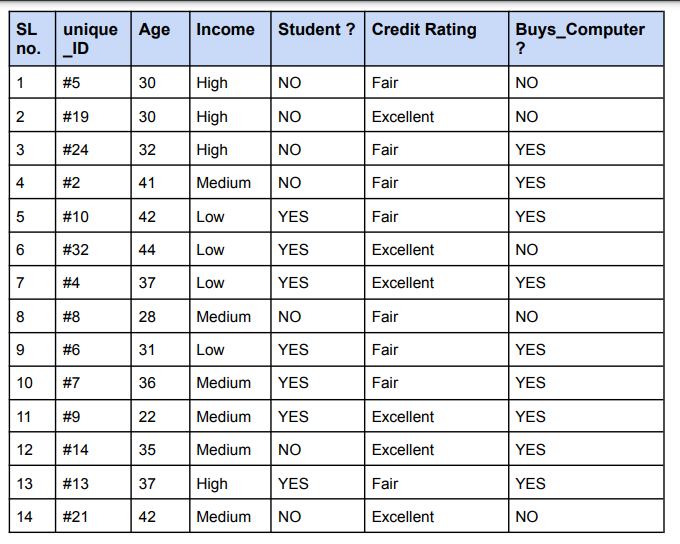 SL no. unique_ID Age Income Student ? Credit Rating Buys_Computer ?
1 #5 30 High NO Fair NO
2 #19 30 High NO Excellent NO
3 #24 32 High NO Fair YES
4 #2 41 Medium NO Fair YES
5 #10 42 Low YES Fair YES
6 #32 44 Low YES Excellent NO
7 #4 37 Low YES Excellent YES
8 #8 28 Medium NO Fair NO
9 #6 31 Low YES Fair YES
10 #7 36 Medium YES Fair YES
11 #9 22 Medium YES Excellent YES
12 #14 35 Medium NO Excellent YES
13 #13 37 High YES Fair YES
14 #21 42 Medium NO Excellent NO